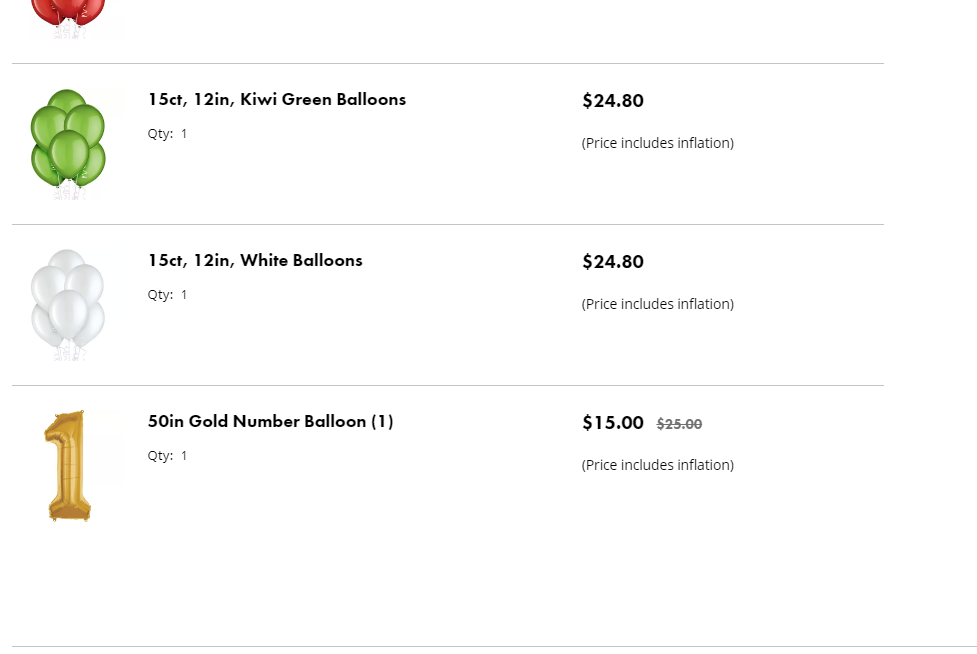 15ct, 12in, Kiwi Green Balloons
$24.80
Qty: 1
(Price includes inflation)
15ct, 12in, White Balloons
$24.80
Qty: 1
(Price includes inflation)
50in Gold Number Balloon (1)
$15.00 $25.00
Qty: 1
(Price includes inflation)